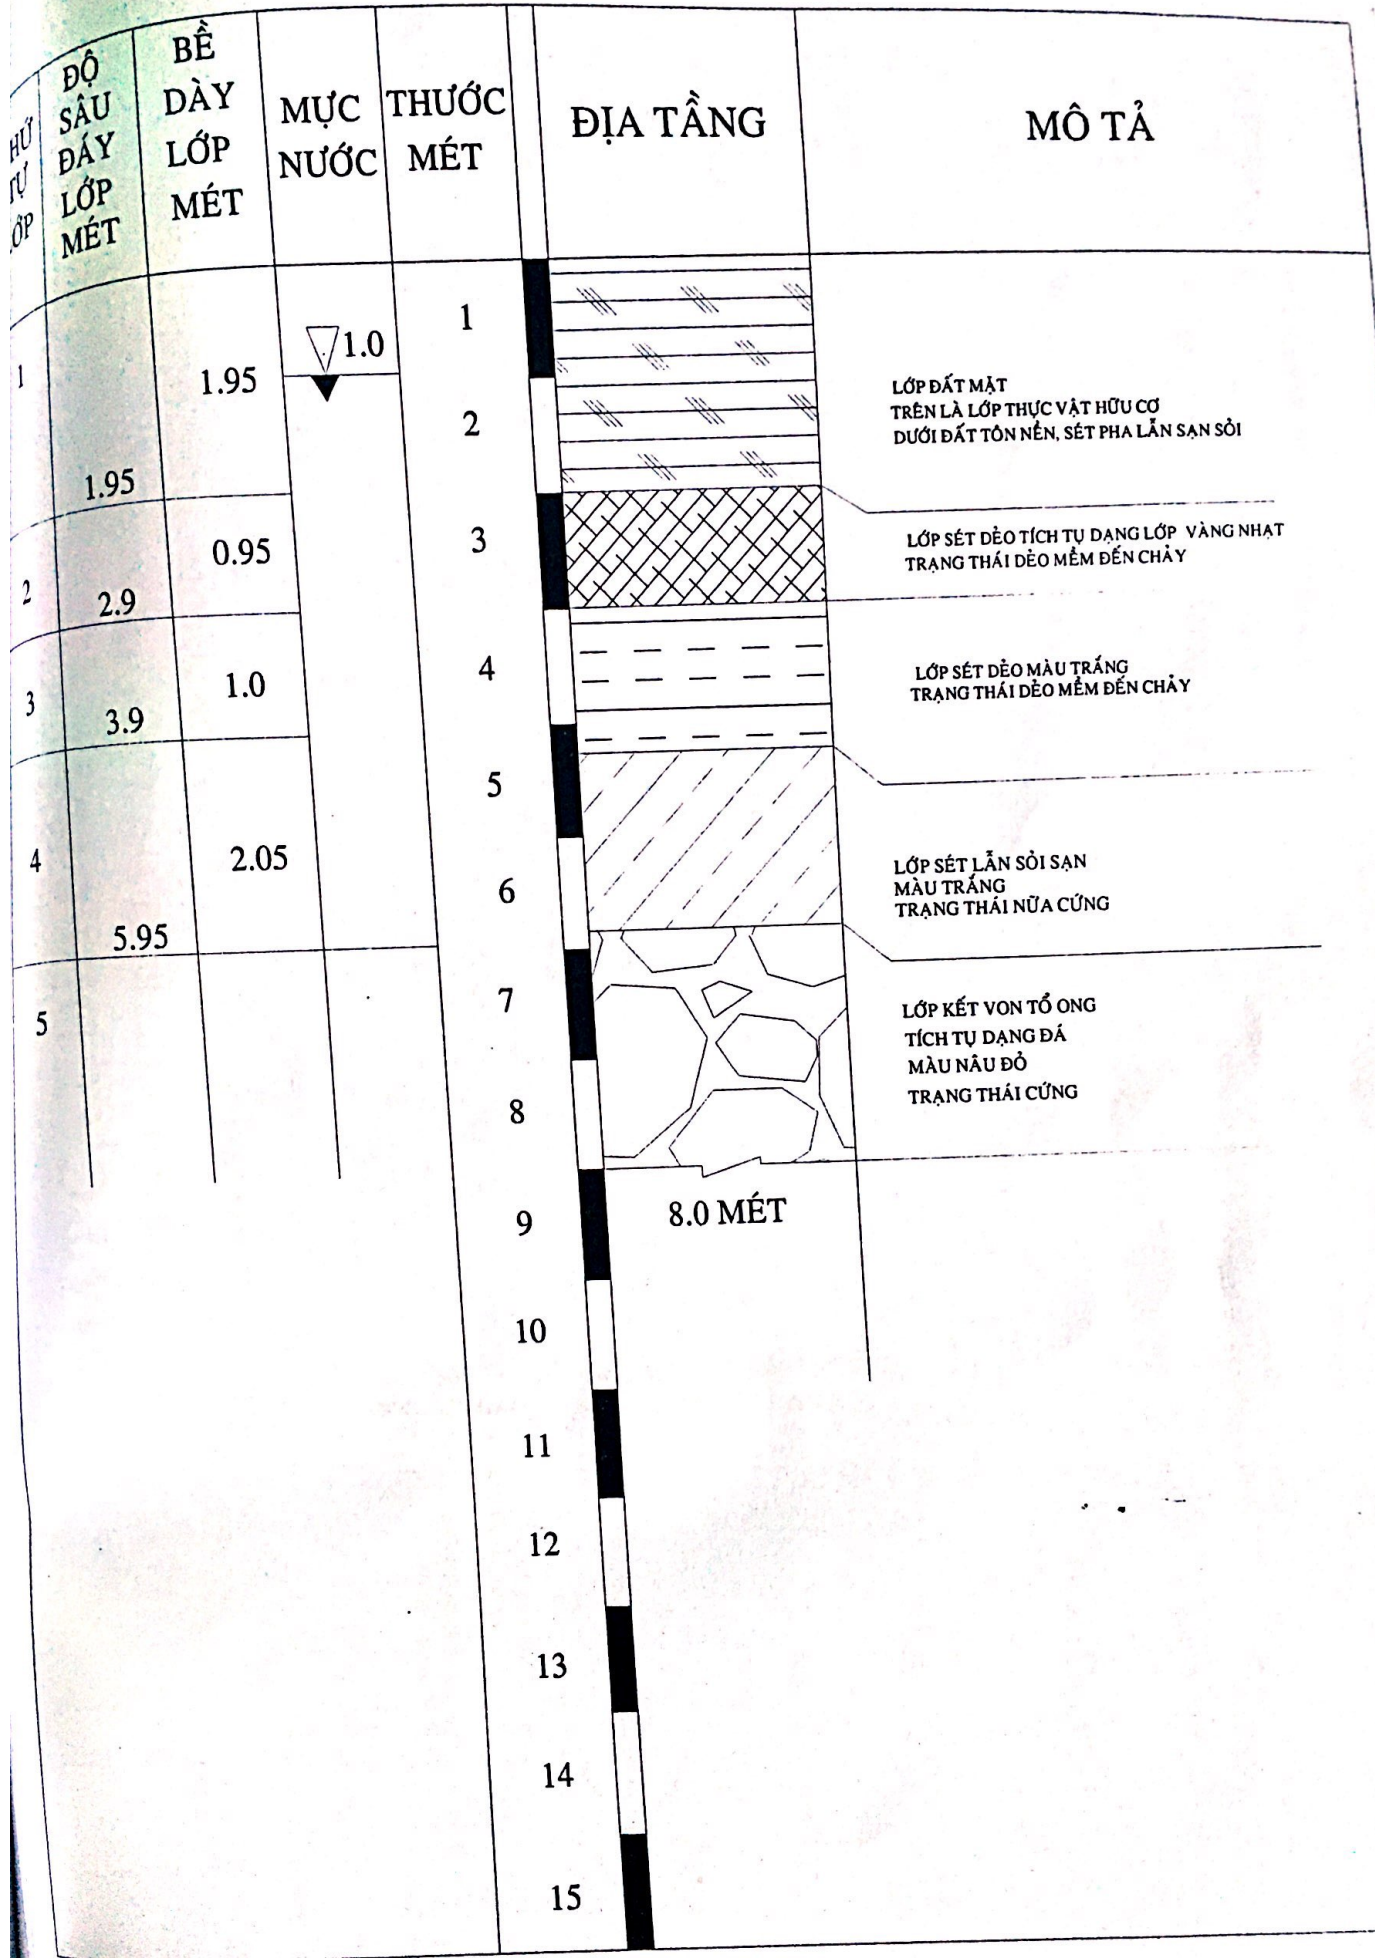 ĐỘ
SÂU
ĐÁY
LỚP
MÉT
BỀ
DÀY
LỚP
MÉT
MỰC
NƯỚC
THƯỚC
MÉT
ĐỊA TẦNG
MÔ TẢ
1
1.95
1.95
1.0
LỚP ĐẤT MẶT
TRÊN LÀ LỚP THỰC VẬT HỮU CƠ
DƯỚI ĐẤT TÔN NỀN, SÉT PHA LẪN SẠN SỎI
2
2.9
0.95
LỚP SÉT DẺO TÍCH TỤ DẠNG LỚP VÀNG NHẠT
TRẠNG THÁI DẺO MỀM ĐẾN CHẢY
3
3.9
1.0
LỚP SÉT DẺO MÀU TRẮNG
TRẠNG THÁI DẺO MỀM ĐẾN CHẢY
4
5.95
2.05
LỚP SÉT LẪN SỎI SẠN
MÀU TRẮNG
TRẠNG THÁI NỮA CỨNG
5
LỚP KẾT VON TỔ ONG
TÍCH TỤ DẠNG ĐÁ
MÀU NÂU ĐỎ
TRẠNG THÁI CỨNG
1
2
3
4
5
6
7
8
9
10
11
12
13
14
15
8.0 MÉT